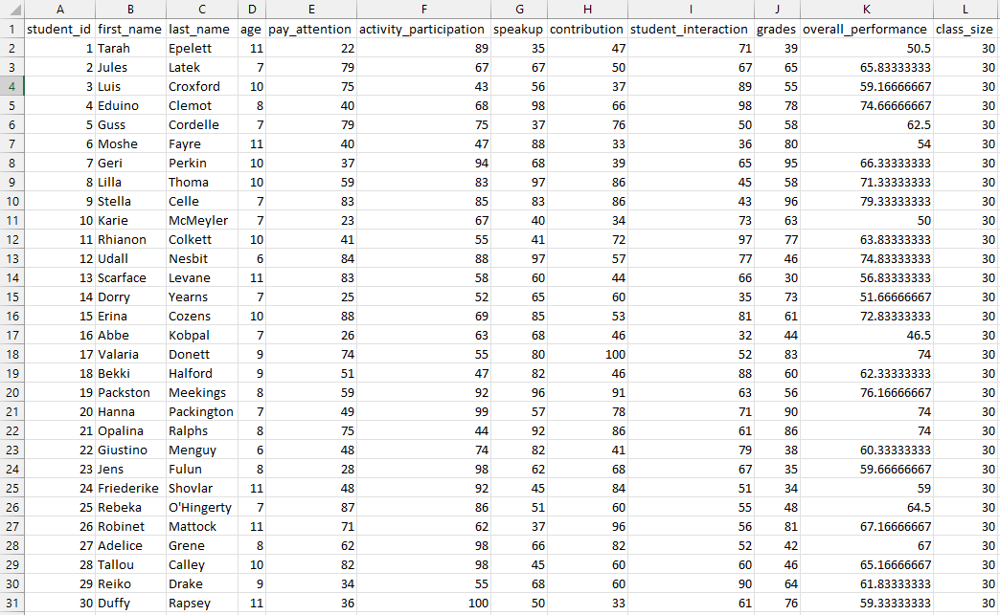 A B C D E F G H I J K L
1 student_id first_name last_name age pay_attention activity_participation speakup contribution student_interaction grades overall_performance class_size
2 1 Tarah Epelett 11 22 89 35 47 71 39 50.5 30
3 2 Jules Latek 7 79 67 67 50 67 65 65.83333333 30
4 3 Luis Croxford 10 75 43 56 37 89 55 59.16666667 30
5 4 Eduino Clemot 8 40 68 98 66 98 78 74.66666667 30
6 5 Guss Cordelle 7 79 75 37 76 50 58 62.5 30
7 6 Moshe Fayre 11 40 47 88 33 36 80 54 30
8 7 Geri Perkin 10 37 94 68 39 65 95 66.33333333 30
9 8 Lilla Thoma 10 59 83 97 86 45 58 71.33333333 30
10 9 Stella Celle 7 83 85 83 86 43 96 79.33333333 30
11 10 Karie McMeyler 7 23 67 40 34 73 63 50 30
12 11 Rhianon Colkett 10 41 55 41 72 97 77 63.83333333 30
13 12 Udall Nesbit 6 84 88 97 57 77 46 74.83333333 30
14 13 Scarface Levane 11 83 58 60 44 66 30 56.83333333 30
15 14 Dorry Yearns 7 25 52 65 60 35 73 51.66666667 30
16 15 Erina Cozens 10 88 69 85 53 81 61 72.83333333 30
17 16 Abbe Kobpal 7 26 63 68 46 32 44 46.5 30
18 17 Valaria Donett 9 74 55 80 100 52 83 74 30
19 18 Bekki Halford 9 51 47 82 46 88 60 62.33333333 30
20 19 Packston Meekings 8 59 92 96 91 63 56 76.16666667 30
21 20 Hanna Packington 7 49 99 57 78 71 90 74 30
22 21 Opalina Ralphs 8 75 44 92 86 61 86 74 30
23 22 Giustino Menguy 6 48 74 82 41 79 38 60.33333333 30
24 23 Jens Fulun 8 28 98 62 68 67 35 59.66666667 30
25 24 Friederike Shovlar 11 48 92 45 84 51 34 59 30
26 25 Rebeka O'Hingerty 7 87 86 51 60 55 48 64.5 30
27 26 Robinet Mattock 11 71 62 37 96 56 81 67.16666667 30
28 27 Adelice Grene 8 62 98 66 82 52 42 67 30
29 28 Tallou Calley 10 82 98 45 60 60 46 65.16666667 30
30 29 Reiko Drake 9 34 55 68 60 90 64 61.83333333 30
31 30 Duffy Rapsey 11 36 100 50 33 61 76 59.33333333 30